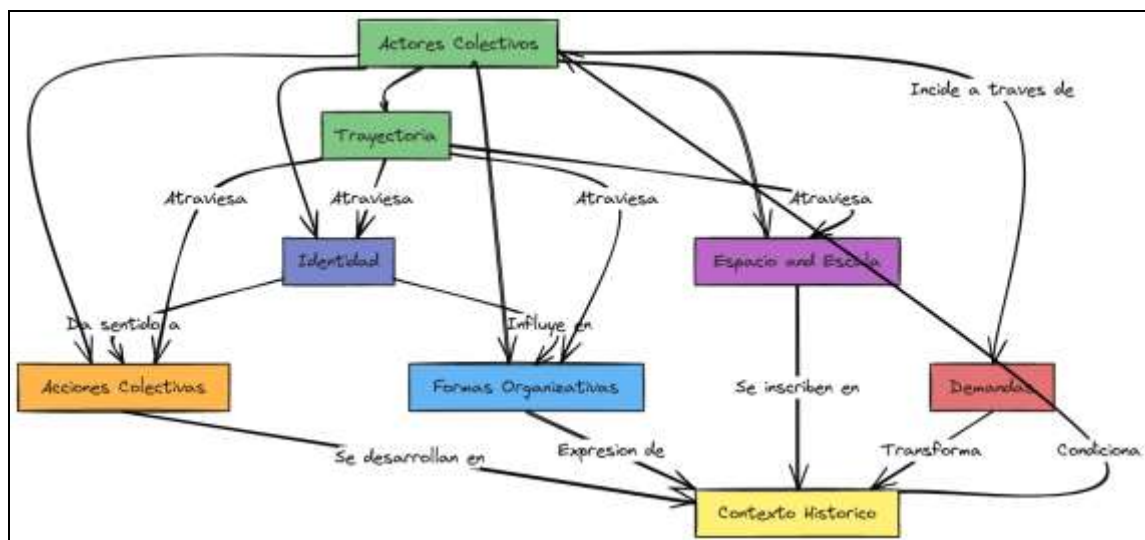 Actores Colectivos
Incide a traves de
Trayectoria
Atraviesa
Atraviesa
Atraviesa
Atraviesa
Identidad
Espacio and Escala
Da sentido a
Influye en
Acciones Colectivas
Formas Organizativas
Se inscriben en
Demandas
Se desarrollan en
Expresion de
Transforma
Condiciona
Contexto Historico